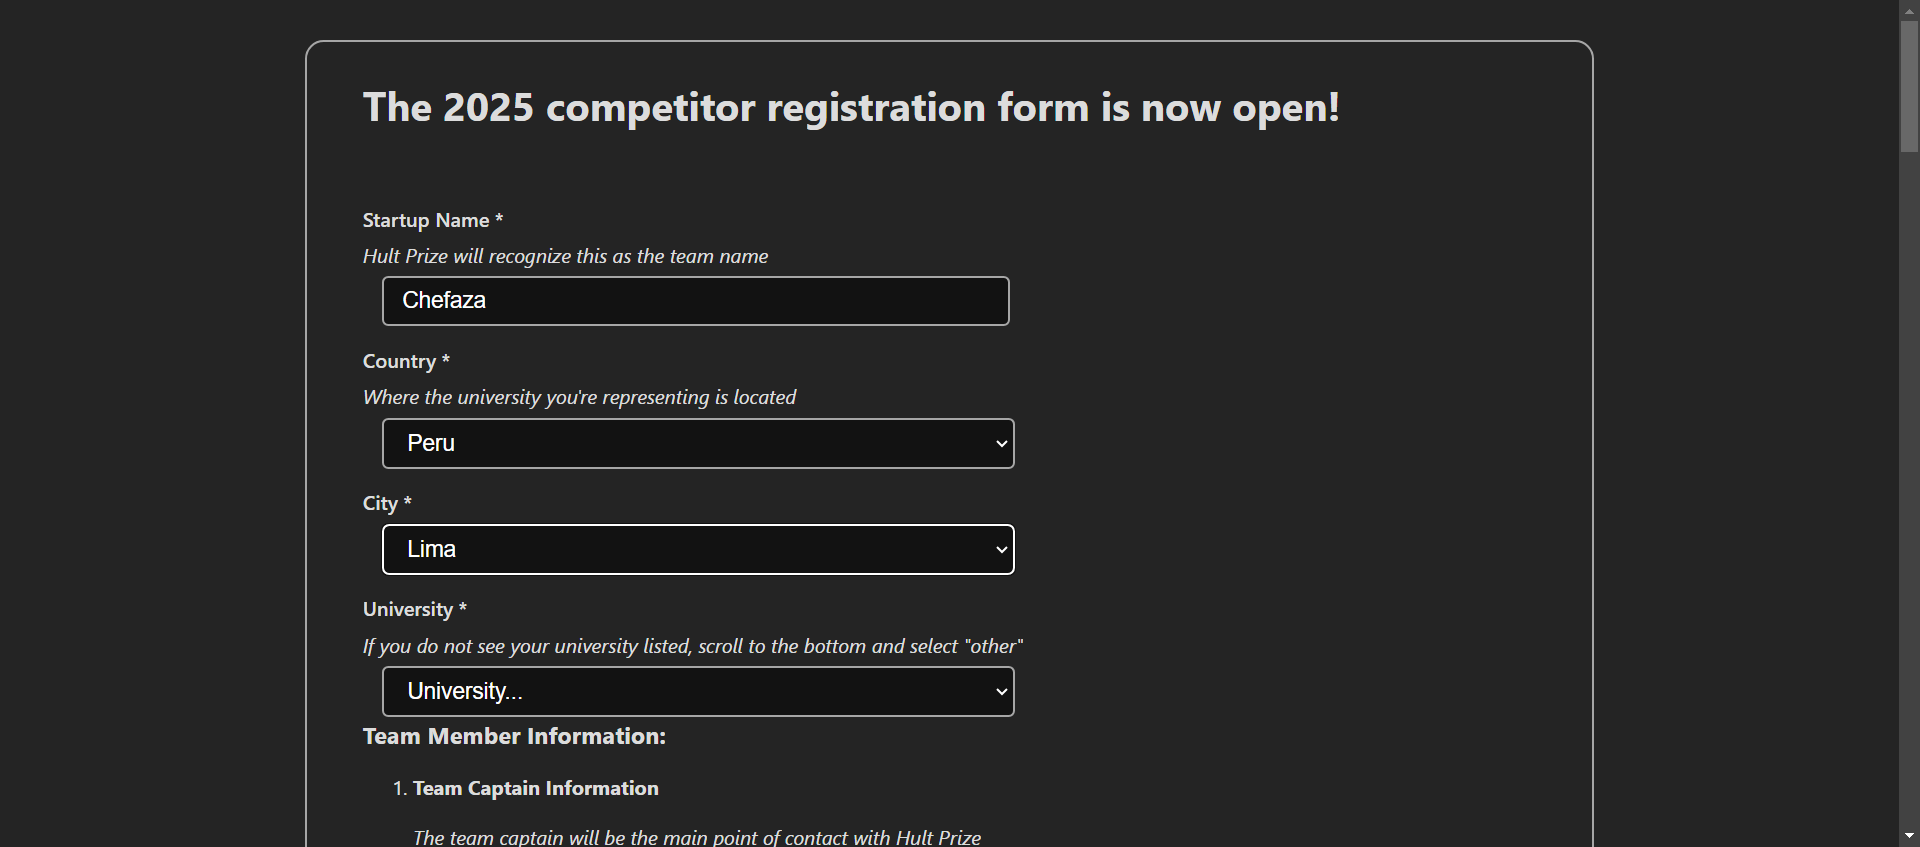 The 2025 competitor registration form is now open!
Startup Name *
Hult Prize will recognize this as the team name
Chefaza
Country *
Where the university you're representing is located
Peru
City *
Lima
University *
If you do not see your university listed, scroll to the bottom and select "other"
University...
Team Member Information:
1. Team Captain Information
The team captain will be the main point of contact with Hult Prize